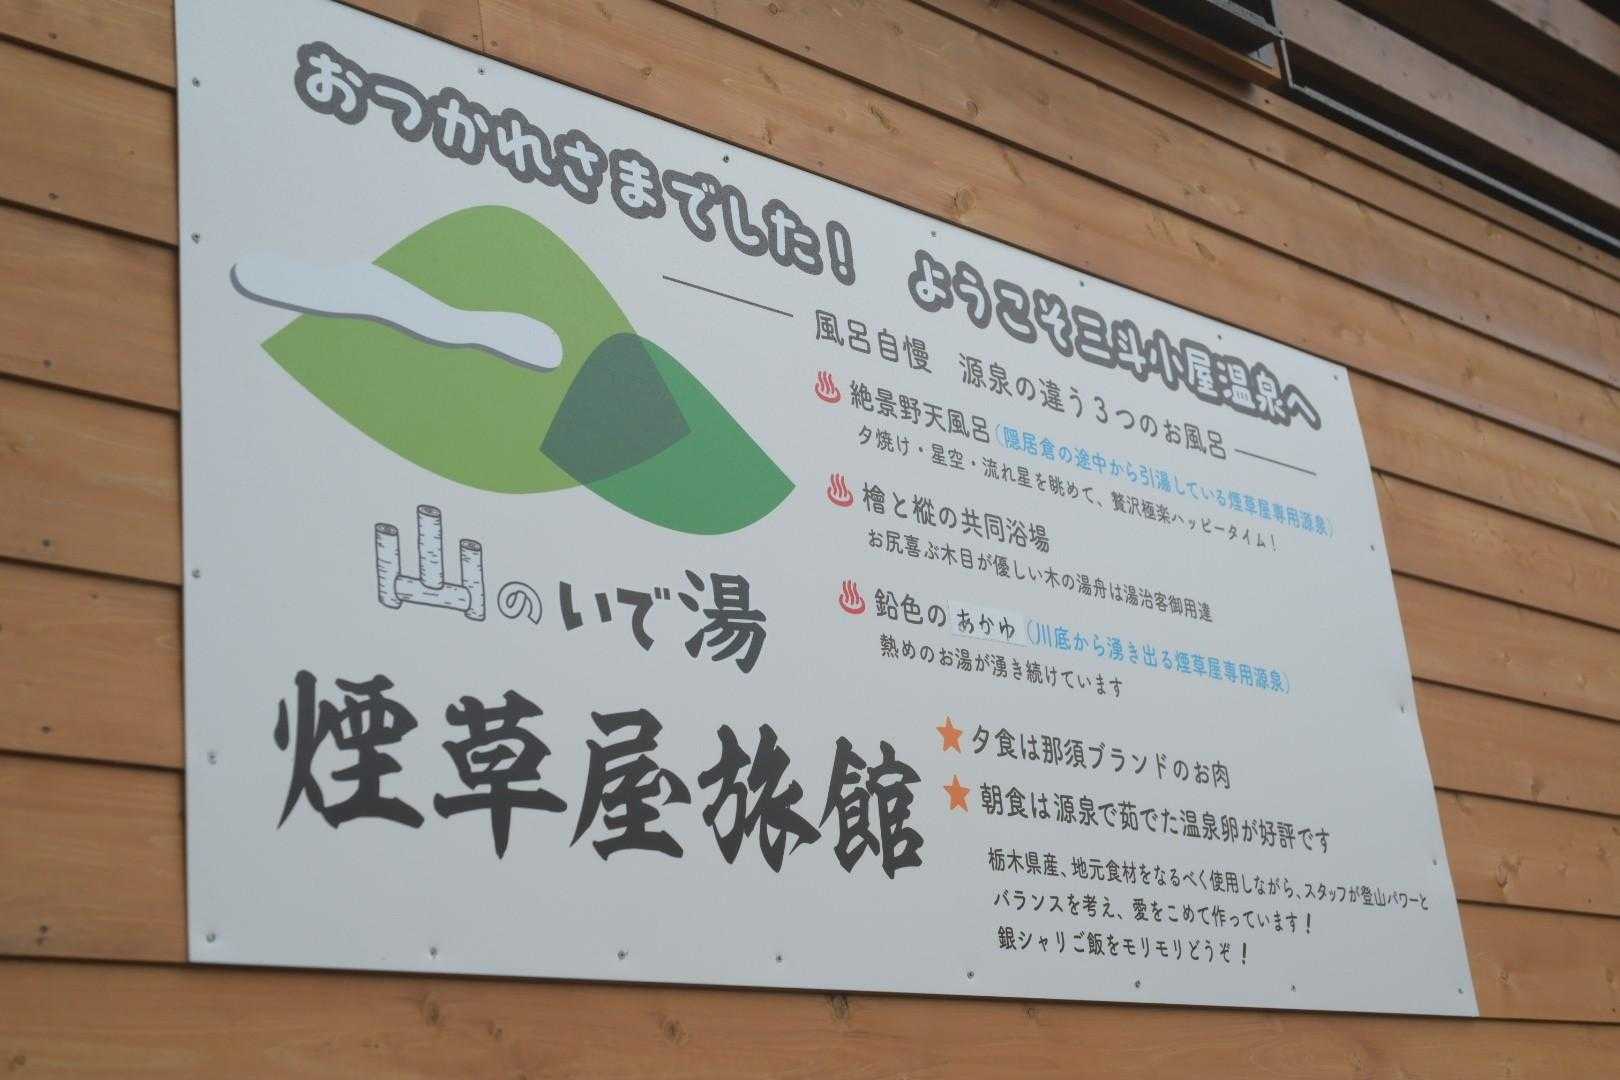 おつかれさまでした!　ようこそ三斗小屋温泉へ
風呂自慢　源泉の違う3つのお風呂
絶景野天風呂(隠居倉の途中から引湯している煙草屋専用源泉)
夕焼け・星空・流れ星を眺めて、贅沢極楽ハッピータイム!
檜と樅の共同浴場
お尻喜ぶ木目が優しい木の湯舟は湯治客御用達
鉛色のあかゆ(川底から湧き出る煙草屋専用源泉)
熱めのお湯が湧き続けています
山のいで湯
煙草屋旅館
★夕食は那須ブランドのお肉
★朝食は源泉で茹でた温泉卵が好評です
栃木県産、地元食材をなるべく使用しながら、スタッフが登山パワーと
バランスを考え、愛をこめて作っています!
銀シャリご飯をモリモリどうぞ!